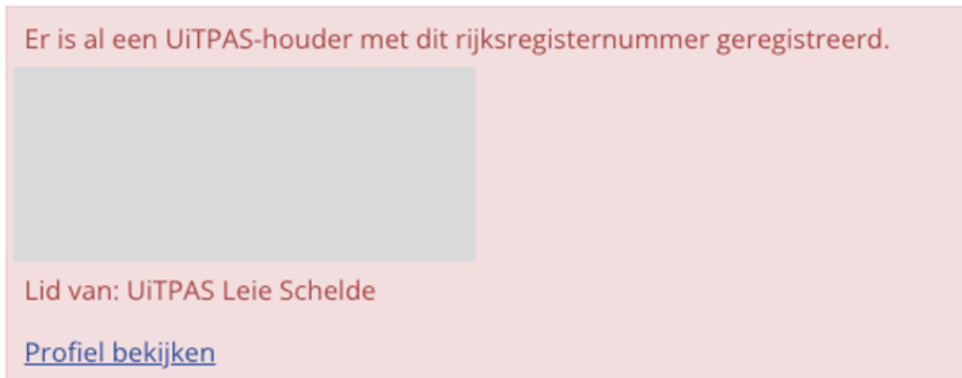 Er is al een UiTPAS-houder met dit rijksregisternummer geregistreerd.
Lid van: UiTPAS Leie Schelde
Profiel bekijken